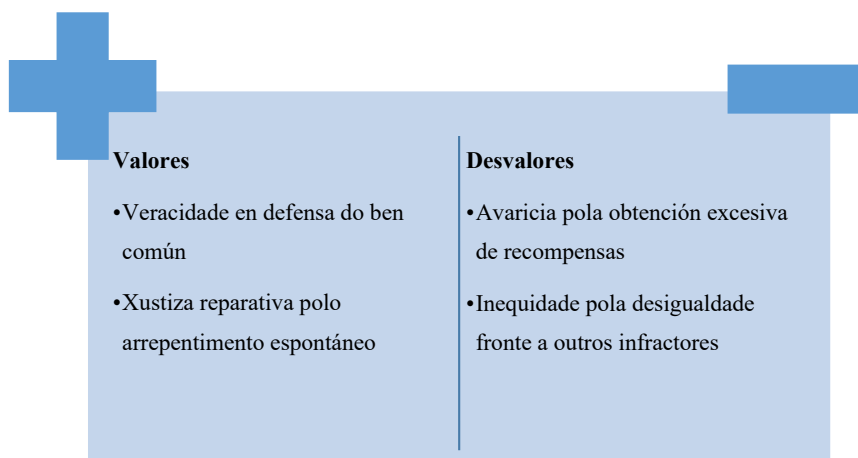 Valores
•Veracidade en defensa do ben
común
•Xustiza reparativa polo
arrepentimento espontáneo
Desvalores
•Avaricia pola obtención excesiva
de recompensas
•Inequidade pola desigualdade
fronte a outros infractores